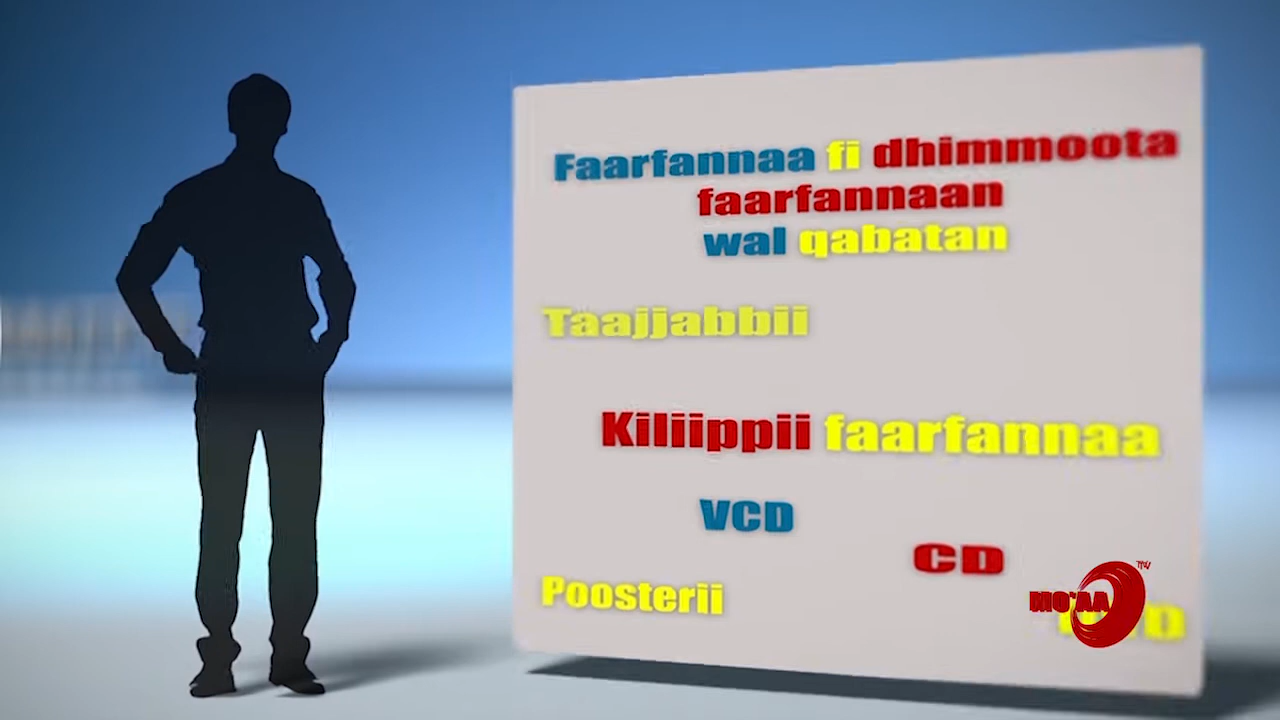 Faarfannaa fi dhimmoota
faarfannaan
wal qabatan
Taajjabbii
Kiliippii faarfannaa
VCD
CD
Poosterii
MO'AA